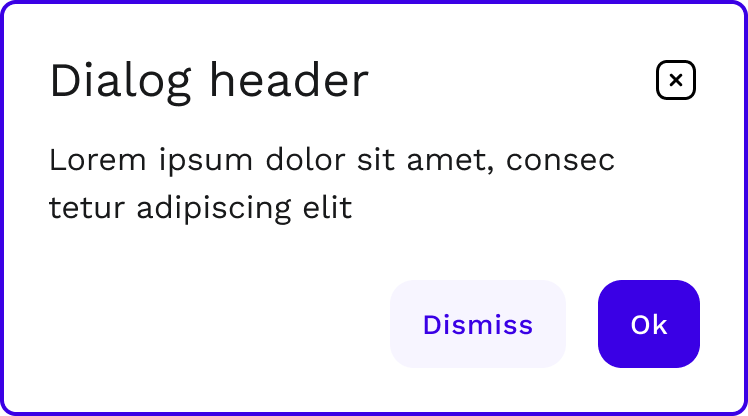 Dialog header
Lorem ipsum dolor sit amet, consec
tetur adipiscing elit
Dismiss
Ok